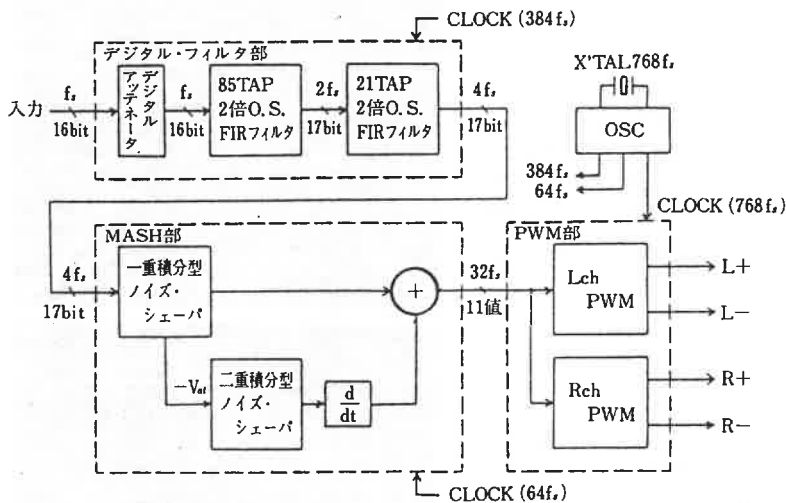 CLOCK (384fs)
デジタル・フィルタ部
X'TAL768fs
入力
fs
16bit
デジタル
アッテネータ
fs
16bit
85TAP
2倍O.S.
FIRフィルタ
2fs
17bit
21TAP
2倍O.S.
FIRフィルタ
4fs
17bit
OSC
384fs
64fs
CLOCK (768fs)
MASH部
PWM部
4fs
17bit
一重積分型
ノイズ・
シェーパ
+
32fs
11値
Lch
PWM
L+
L−
二重積分型
ノイズ・
シェーパ
d
dt
Rch
PWM
R+
R−
CLOCK (64fs)